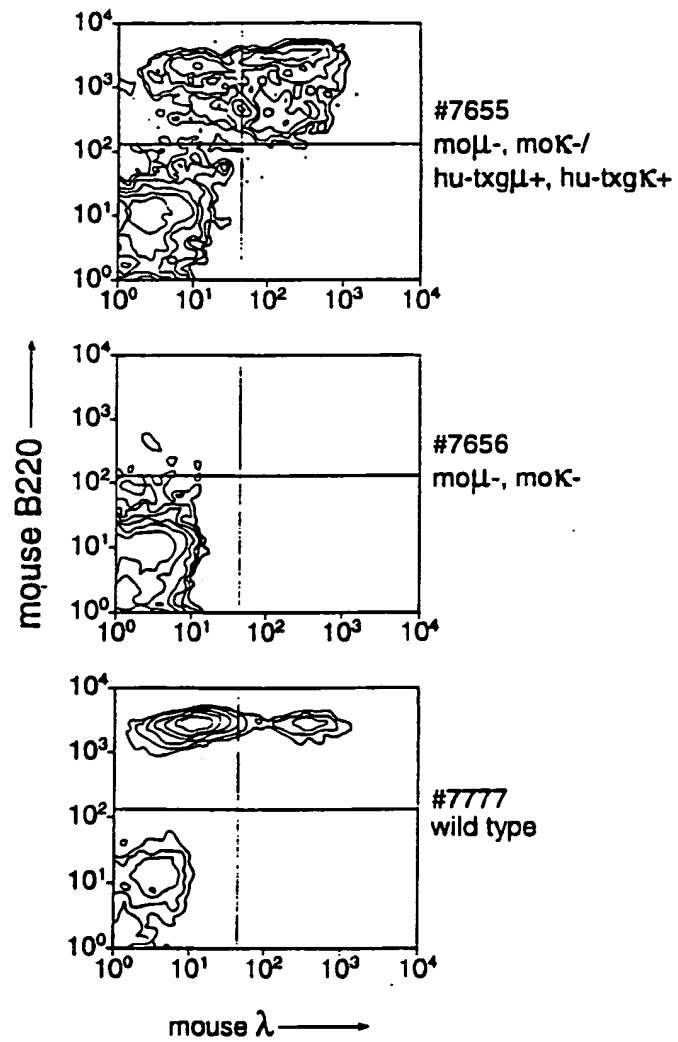 10⁴
10³
10²
10¹
10⁰
10⁰ 10¹ 10² 10³ 10⁴
#7655
moμ-, moκ-/
hu-txgμ+, hu-txgκ+
10⁴
10³
10²
10¹
10⁰
10⁰ 10¹ 10² 10³ 10⁴
#7656
moμ-, moκ-
mouse B220
10⁴
10³
10²
10¹
10⁰
10⁰ 10¹ 10² 10³ 10⁴
#7777
wild type
mouse λ